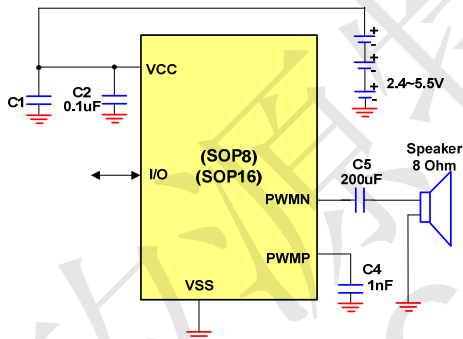 VCC
C1
C2
0.1uF
+
-
+
-
+
-
2.4~5.5V
(SOP8)
(SOP16)
I/O
PWMN
C5
200uF
Speaker
8 Ohm
PWMP
C4
1nF
VSS